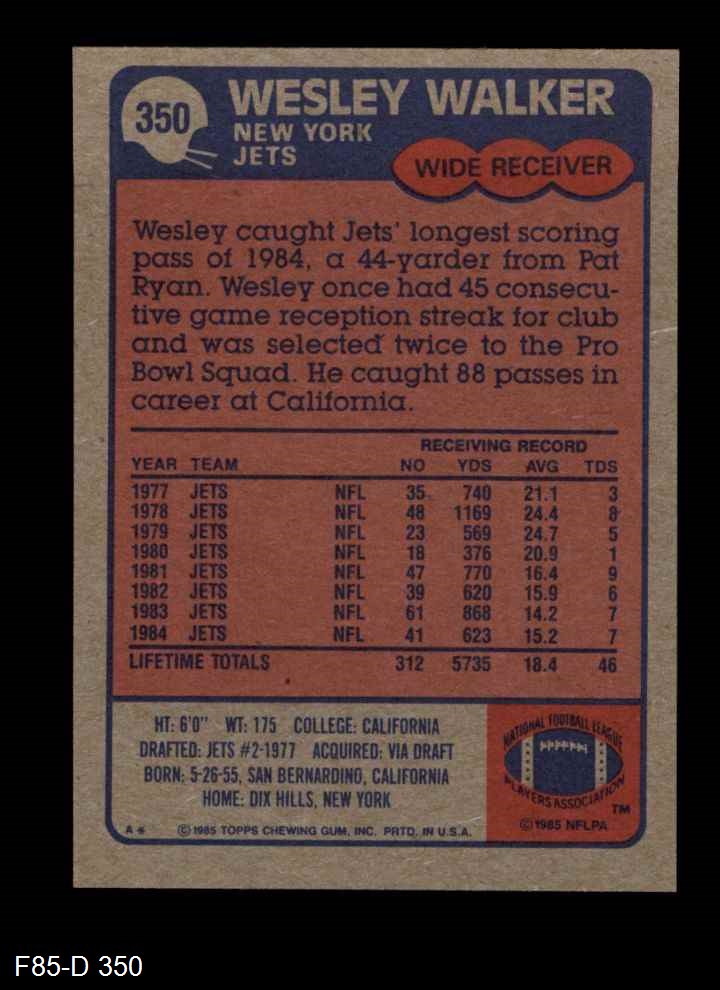 350
WESLEY WALKER
NEW YORK
JETS
WIDE RECEIVER
Wesley caught Jets' longest scoring
pass of 1984, a 44-yarder from Pat
Ryan. Wesley once had 45 consecu-
tive game reception streak for club
and was selected twice to the Pro
Bowl Squad. He caught 88 passes in
career at California.
RECEIVING RECORD
YEAR TEAM NO YDS AVG TDS
1977 JETS NFL 35 740 21.1 3
1978 JETS NFL 48 1169 24.4 8
1979 JETS NFL 23 569 24.7 5
1980 JETS NFL 18 376 20.9 1
1981 JETS NFL 47 770 16.4 9
1982 JETS NFL 39 620 15.9 6
1983 JETS NFL 61 868 14.2 7
1984 JETS NFL 41 623 15.2 7
LIFETIME TOTALS 312 5735 18.4 46
HT: 6'0" WT: 175 COLLEGE: CALIFORNIA
DRAFTED: JETS #2-1977 ACQUIRED: VIA DRAFT
BORN: 5-26-55, SAN BERNARDINO, CALIFORNIA
HOME: DIX HILLS, NEW YORK
A* © 1985 TOPPS CHEWING GUM, INC. PRTD. IN U.S.A.
NATIONAL FOOTBALL LEAGUE
PLAYERS ASSOCIATION
TM
© 1985 NFLPA
F85-D 350